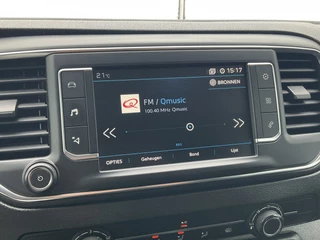 21°c
15:17
BRONNEN
FM / Qmusic
100.40 MHz Qmusic
OPTIES
Geheugen
Band
Lijst